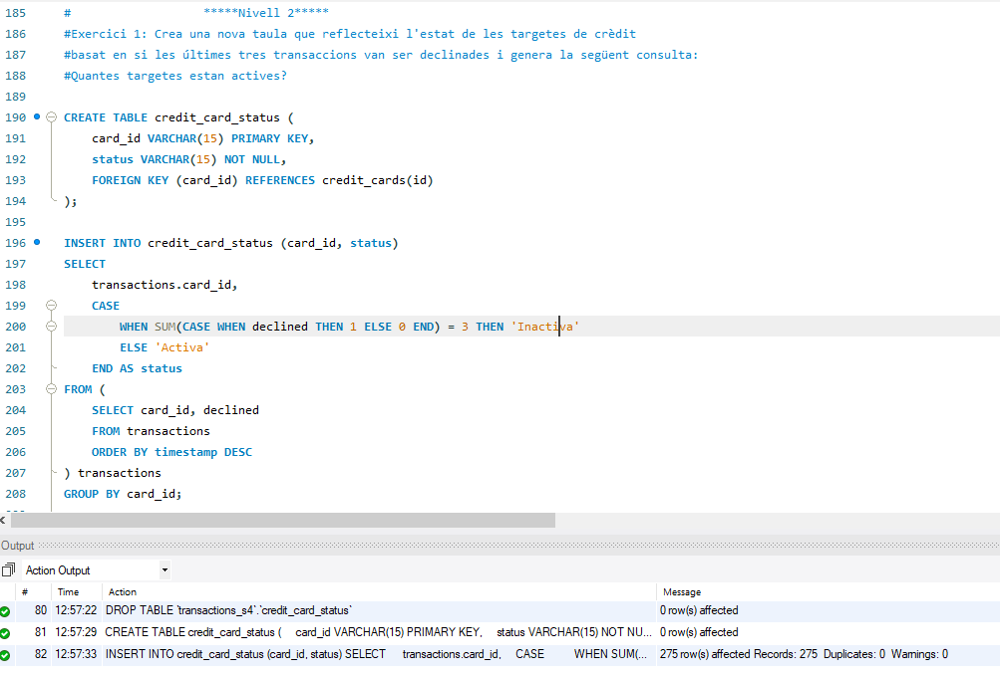 185 # *****Nivell 2*****
186 #Exercici 1: Crea una nova taula que reflecteixi l'estat de les targetes de crèdit
187 #basat en si les últimes tres transaccions van ser declinades i genera la següent consulta:
188 #Quantes targetes estan actives?
189
190 CREATE TABLE credit_card_status (
191 card_id VARCHAR(15) PRIMARY KEY,
192 status VARCHAR(15) NOT NULL,
193 FOREIGN KEY (card_id) REFERENCES credit_cards(id)
194 );
195
196 INSERT INTO credit_card_status (card_id, status)
197 SELECT
198 transactions.card_id,
199 CASE
200 WHEN SUM(CASE WHEN declined THEN 1 ELSE 0 END) = 3 THEN 'Inactiva'
201 ELSE 'Activa'
202 END AS status
203 FROM (
204 SELECT card_id, declined
205 FROM transactions
206 ORDER BY timestamp DESC
207 ) transactions
208 GROUP BY card_id;
Output
Action Output
# Time Action Message
80 12:57:22 DROP TABLE `transactions_s4`.`credit_card_status` 0 row(s) affected
81 12:57:29 CREATE TABLE credit_card_status ( card_id VARCHAR(15) PRIMARY KEY, status VARCHAR(15) NOT NU... 0 row(s) affected
82 12:57:33 INSERT INTO credit_card_status (card_id, status) SELECT transactions.card_id, CASE WHEN SUM(... 275 row(s) affected Records: 275 Duplicates: 0 Warnings: 0